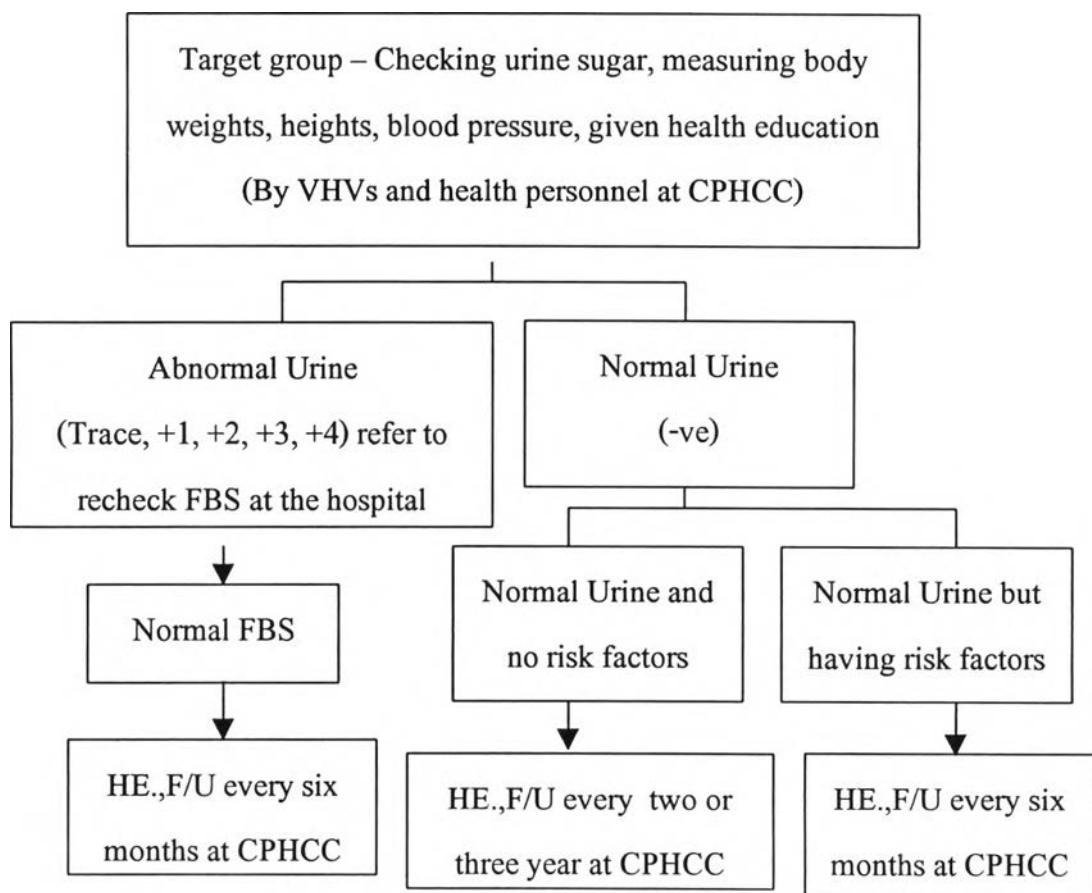 Target group – Checking urine sugar, measuring body
weights, heights, blood pressure, given health education
(By VHVs and health personnel at CPHCC)
Abnormal Urine
(Trace, +1, +2, +3, +4) refer to
recheck FBS at the hospital
Normal Urine
(-ve)
Normal FBS
Normal Urine and
no risk factors
Normal Urine but
having risk factors
HE.,F/U every six
months at CPHCC
HE.,F/U every two or
three year at CPHCC
HE.,F/U every six
months at CPHCC